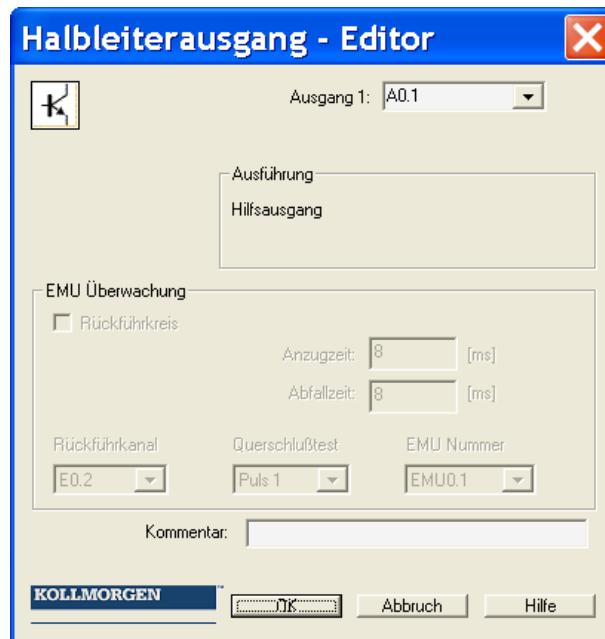 Halbleiterausgang - Editor
Ausgang 1: A0.1
Ausführung
Hilfsausgang
EMU Überwachung
Rückführkreis
Anzugzeit: 8 [ms]
Abfallzeit: 8 [ms]
Rückführkanal Querschlußtest EMU Nummer
E0.2 Puls 1 EMU0.1
Kommentar:
KOLLMORGEN OK Abbruch Hilfe